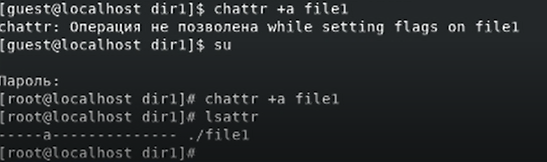 [guest@localhost dir1]$ chattr +a file1
chattr: Операция не позволена while setting flags on file1
[guest@localhost dir1]$ su
Пароль:
[root@localhost dir1]# chattr +a file1
[root@localhost dir1]# lsattr
-----a-------------- ./file1
[root@localhost dir1]#